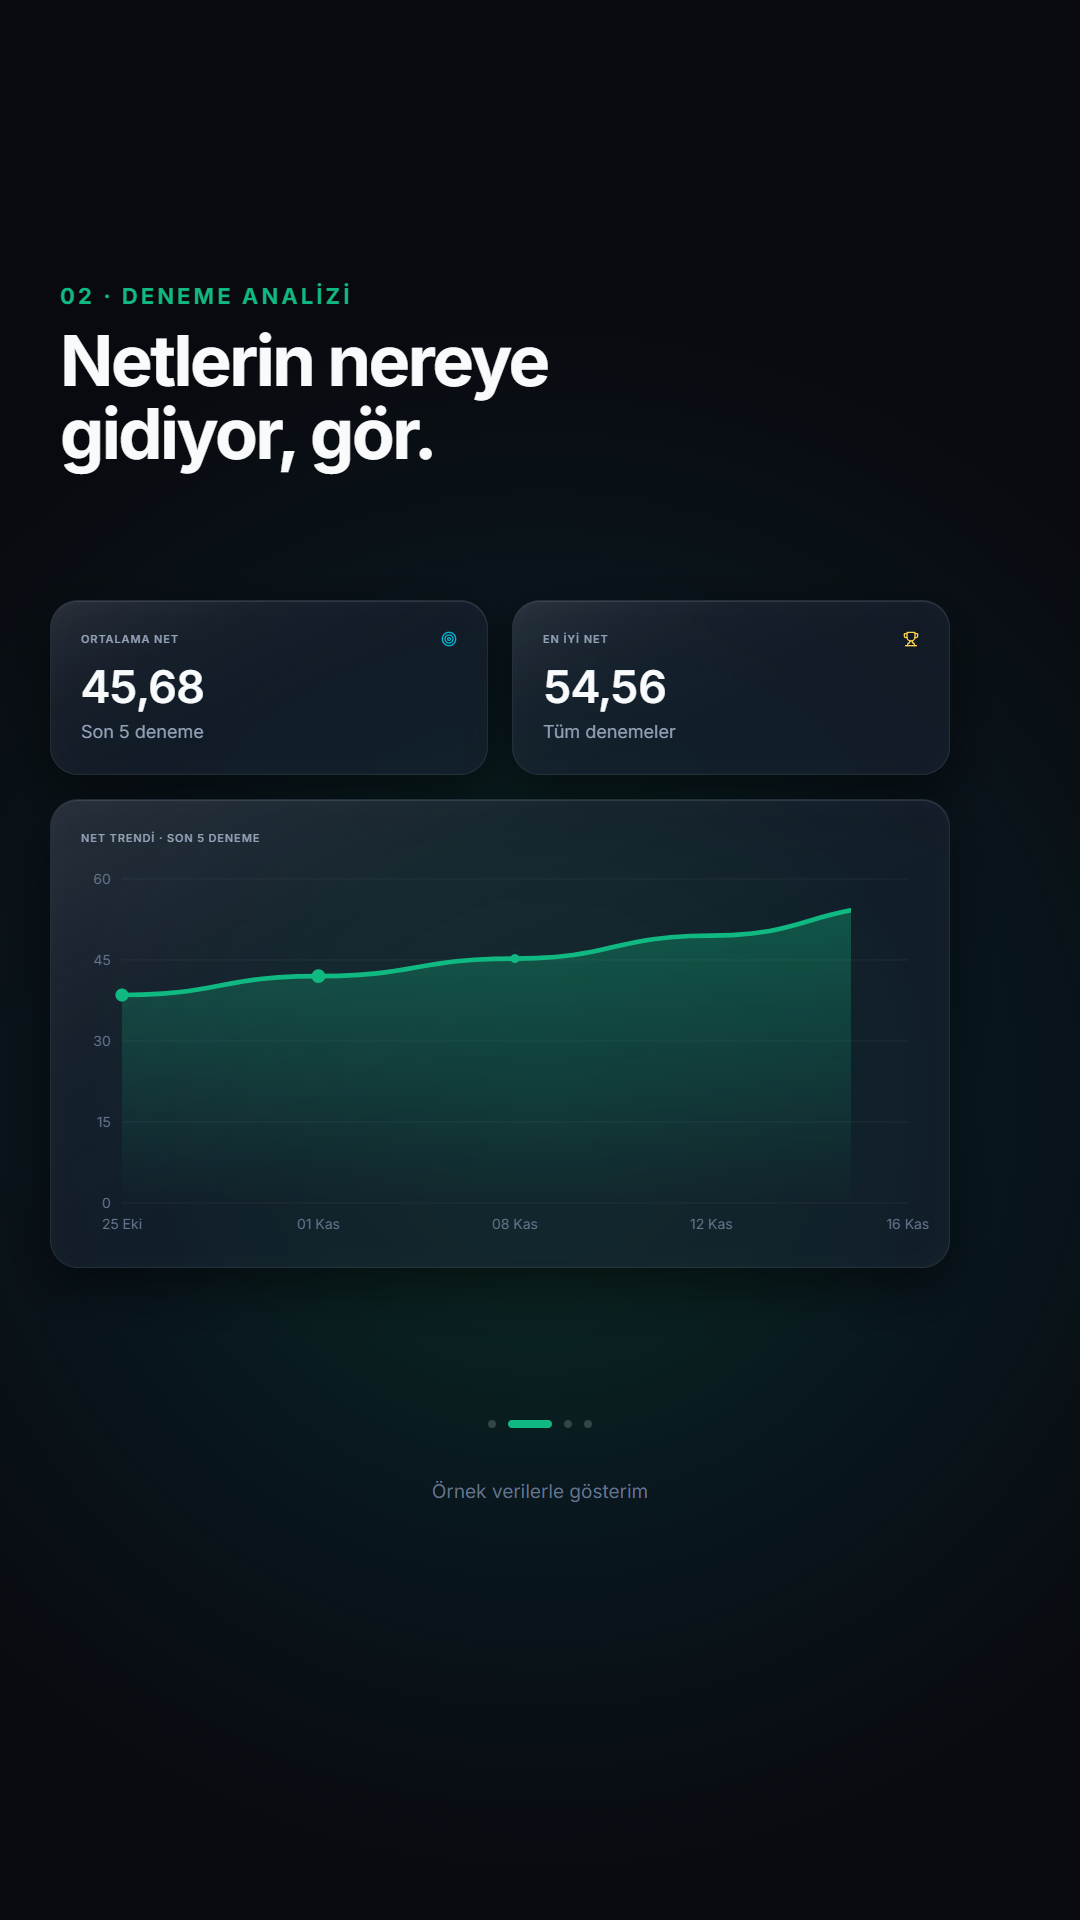 02 · DENEME ANALİZİ
Netlerin nereye
gidiyor, gör.
ORTALAMA NET
45,68
Son 5 deneme
EN İYİ NET
54,56
Tüm denemeler
NET TRENDİ · SON 5 DENEME
60
45
30
15
0
25 Eki
01 Kas
08 Kas
12 Kas
16 Kas
Örnek verilerle gösterim